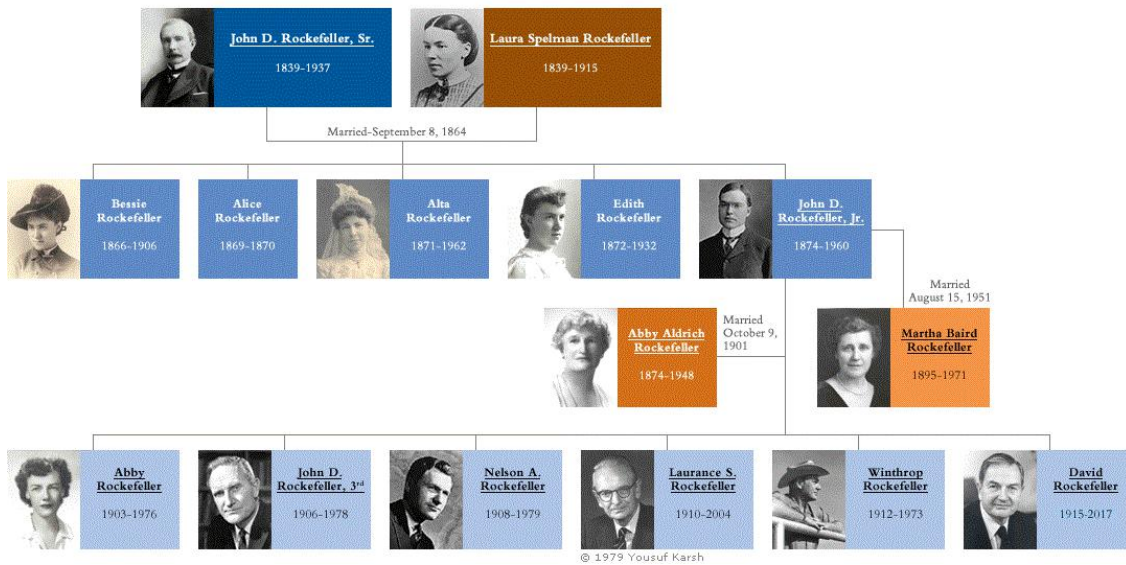 John D. Rockefeller, Sr.
1839-1937
Laura Spelman Rockefeller
1839-1915
Married-September 8, 1864
Bessie
Rockefeller
1866-1906
Alice
Rockefeller
1869-1870
Alta
Rockefeller
1871-1962
Edith
Rockefeller
1872-1932
John D.
Rockefeller, Jr.
1874-1960
Married
August 15, 1951
Married
October 9,
1901
Abby Aldrich
Rockefeller
1874-1948
Martha Baird
Rockefeller
1895-1971
Abby
Rockefeller
1903-1976
John D.
Rockefeller, 3rd
1906-1978
Nelson A.
Rockefeller
1908-1979
Laurance S.
Rockefeller
1910-2004
Winthrop
Rockefeller
1912-1973
David
Rockefeller
1915-2017
© 1979 Yousuf Karsh